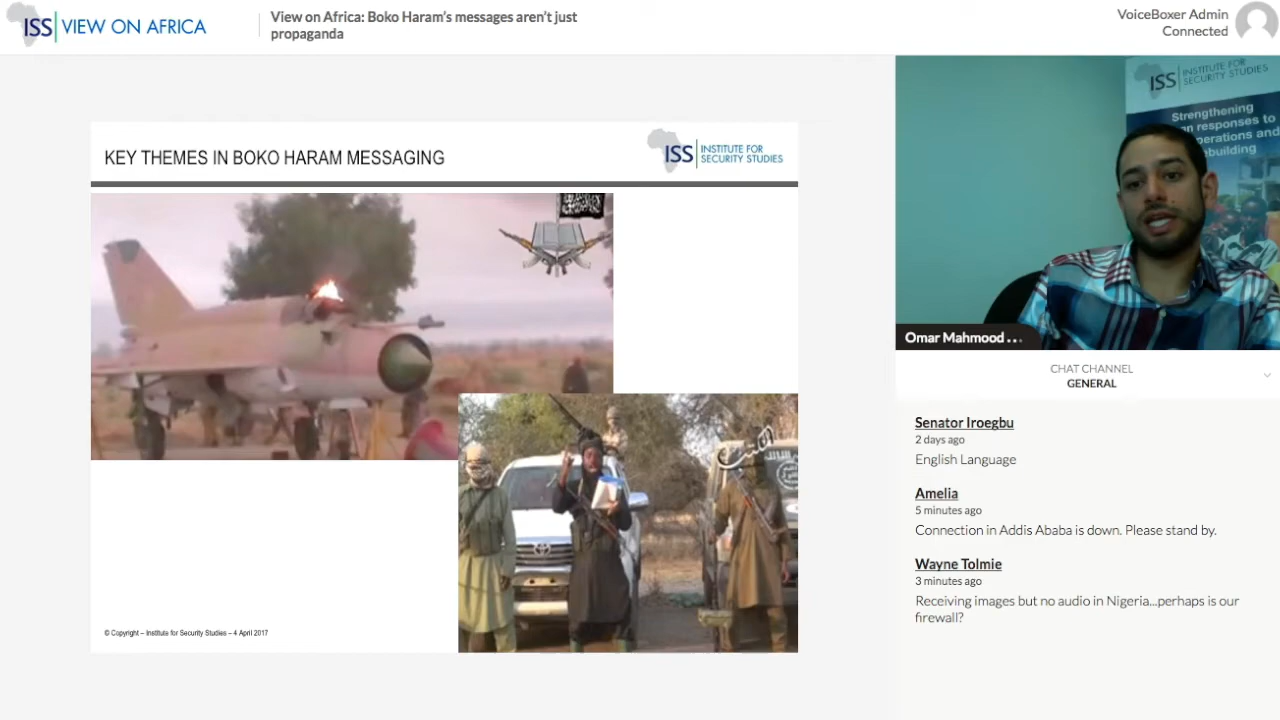 ISS VIEW ON AFRICA
View on Africa: Boko Haram's messages aren't just
propaganda
VoiceBoxer Admin
Connected
KEY THEMES IN BOKO HARAM MESSAGING
ISS INSTITUTE FOR
SECURITY STUDIES
© Copyright – Institute for Security Studies – 4 April 2017
ISS INSTITUTE FOR
SECURITY STUDIES
Strengthening
responses to
operations and
Omar Mahmood . . .
CHAT CHANNEL
GENERAL
Senator Iroegbu
2 days ago
English Language
Amelia
5 minutes ago
Connection in Addis Ababa is down. Please stand by.
Wayne Tolmie
3 minutes ago
Receiving images but no audio in Nigeria...perhaps is our
firewall?